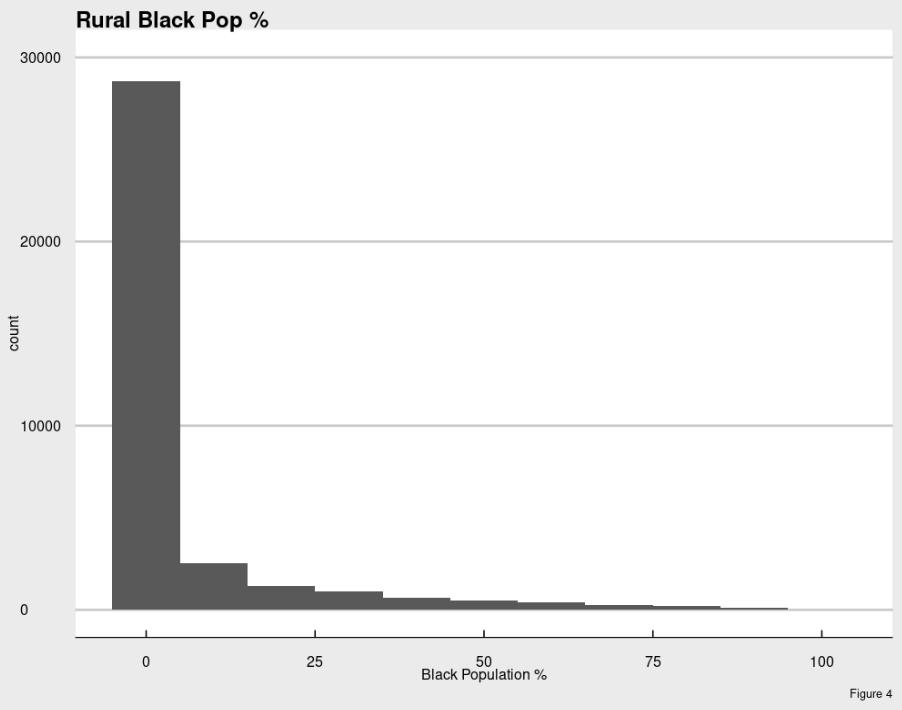 Rural Black Pop %
30000
20000
10000
0
count
0 25 50 75 100
Black Population %
Figure 4